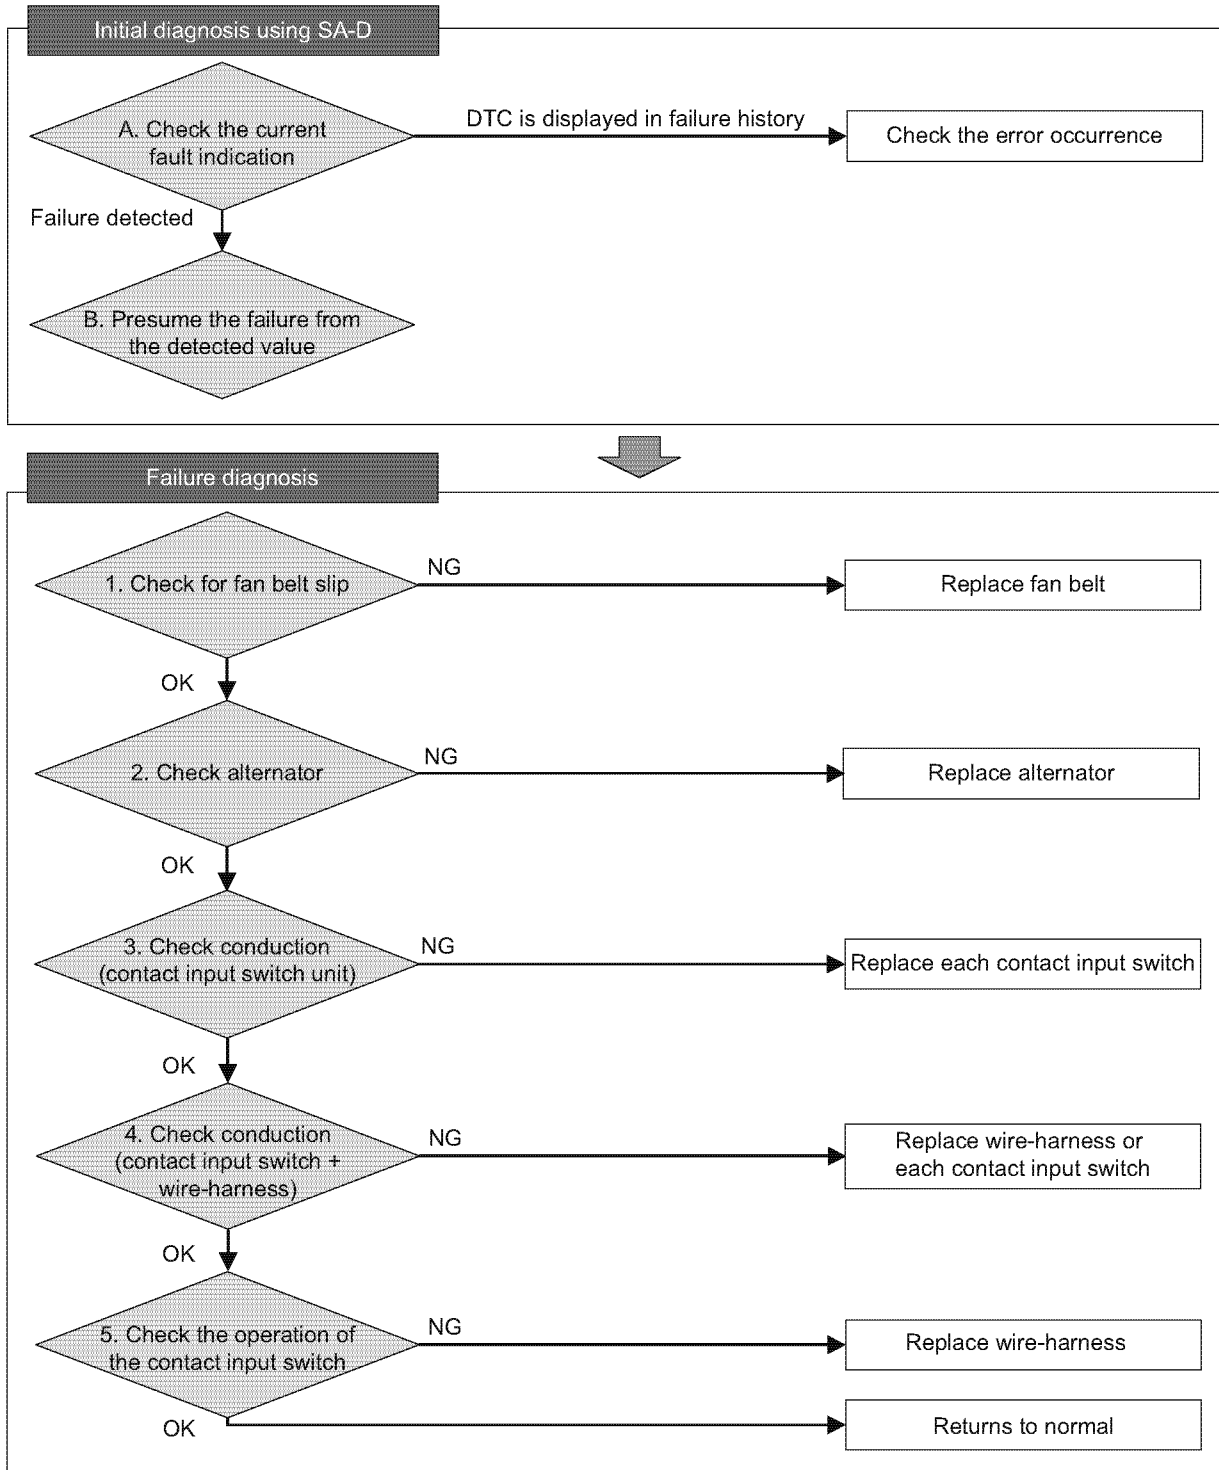 Initial diagnosis using SA-D
A. Check the current
fault indication
DTC is displayed in failure history
Check the error occurrence
Failure detected
B. Presume the failure from
the detected value
Failure diagnosis
1. Check for fan belt slip
NG
Replace fan belt
OK
2. Check alternator
NG
Replace alternator
OK
3. Check conduction
(contact input switch unit)
NG
Replace each contact input switch
OK
4. Check conduction
(contact input switch +
wire-harness)
NG
Replace wire-harness or
each contact input switch
OK
5. Check the operation of
the contact input switch
NG
Replace wire-harness
OK
Returns to normal